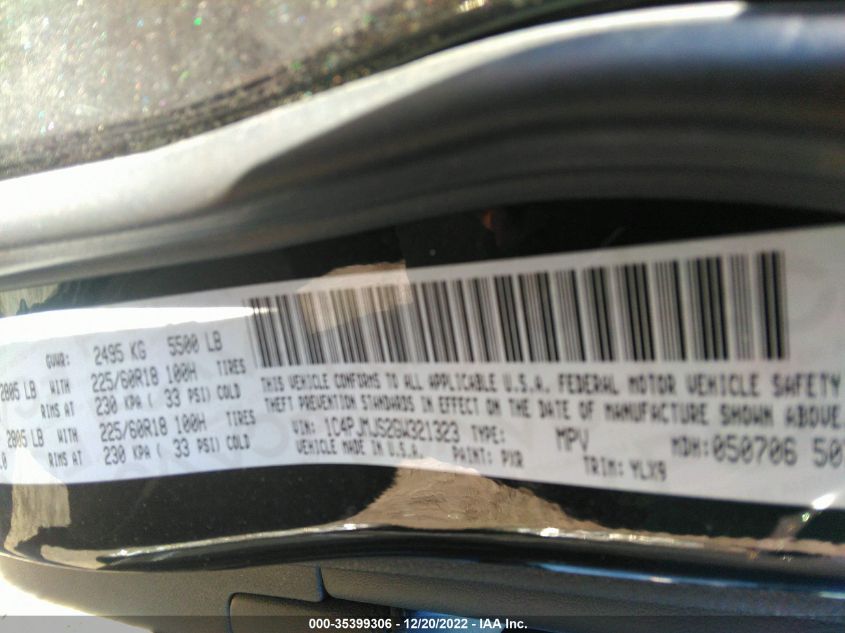 GVWR: 2495 KG 5500 LB
2805 LB WITH 225/60R18 100H TIRES
RIMS AT 230 KPA ( 33 PSI) COLD
2805 LB WITH 225/60R18 100H TIRES
RIMS AT 230 KPA ( 33 PSI) COLD
THIS VEHICLE CONFORMS TO ALL APPLICABLE U.S.A. FEDERAL MOTOR VEHICLE SAFETY
THEFT PREVENTION STANDARDS IN EFFECT ON THE DATE OF MANUFACTURE SHOWN ABOVE.
VIN: 1C4PJMJS2GW321323 TYPE: MPV MDH:050706 507
VEHICLE MADE IN U.S.A. PAINT: PXR TRIM: YLX9
000-35399306 - 12/20/2022 - IAA Inc.